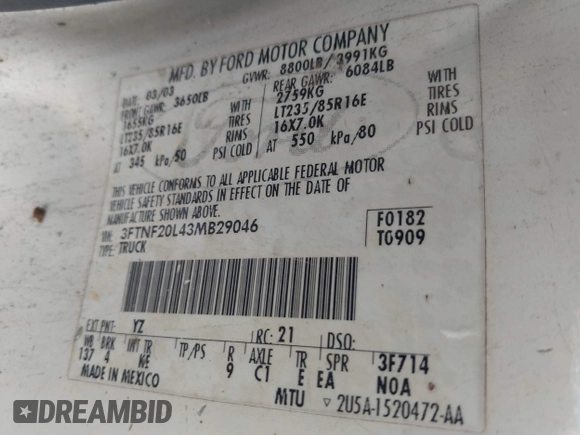 MFD. BY FORD MOTOR COMPANY
DATE: 03/03 GVWR: 8800LB/ 3991KG
FRONT GAWR: 3650LB REAR GAWR: 6084LB
1655KG WITH 2759KG WITH
LT235/85R16E TIRES LT235/85R16E TIRES
16X7.0K RIMS 16X7.0K RIMS
AT 345 kPa/50 PSI COLD AT 550 kPa/80 PSI COLD
THIS VEHICLE CONFORMS TO ALL APPLICABLE FEDERAL MOTOR
VEHICLE SAFETY STANDARDS IN EFFECT ON THE DATE OF
MANUFACTURE SHOWN ABOVE.
VIN: 3FTNF20L43MB29046 F0182
TYPE: TRUCK T0909
EXT PNT: YZ RC: 21 DSO:
WB BRK INT TR TP/PS R AXLE TR SPR 3F714
137 4 ME 9 C1 E EA N0A
MADE IN MEXICO MTU ▽ 2U5A-1520472-AA
DREAMBID